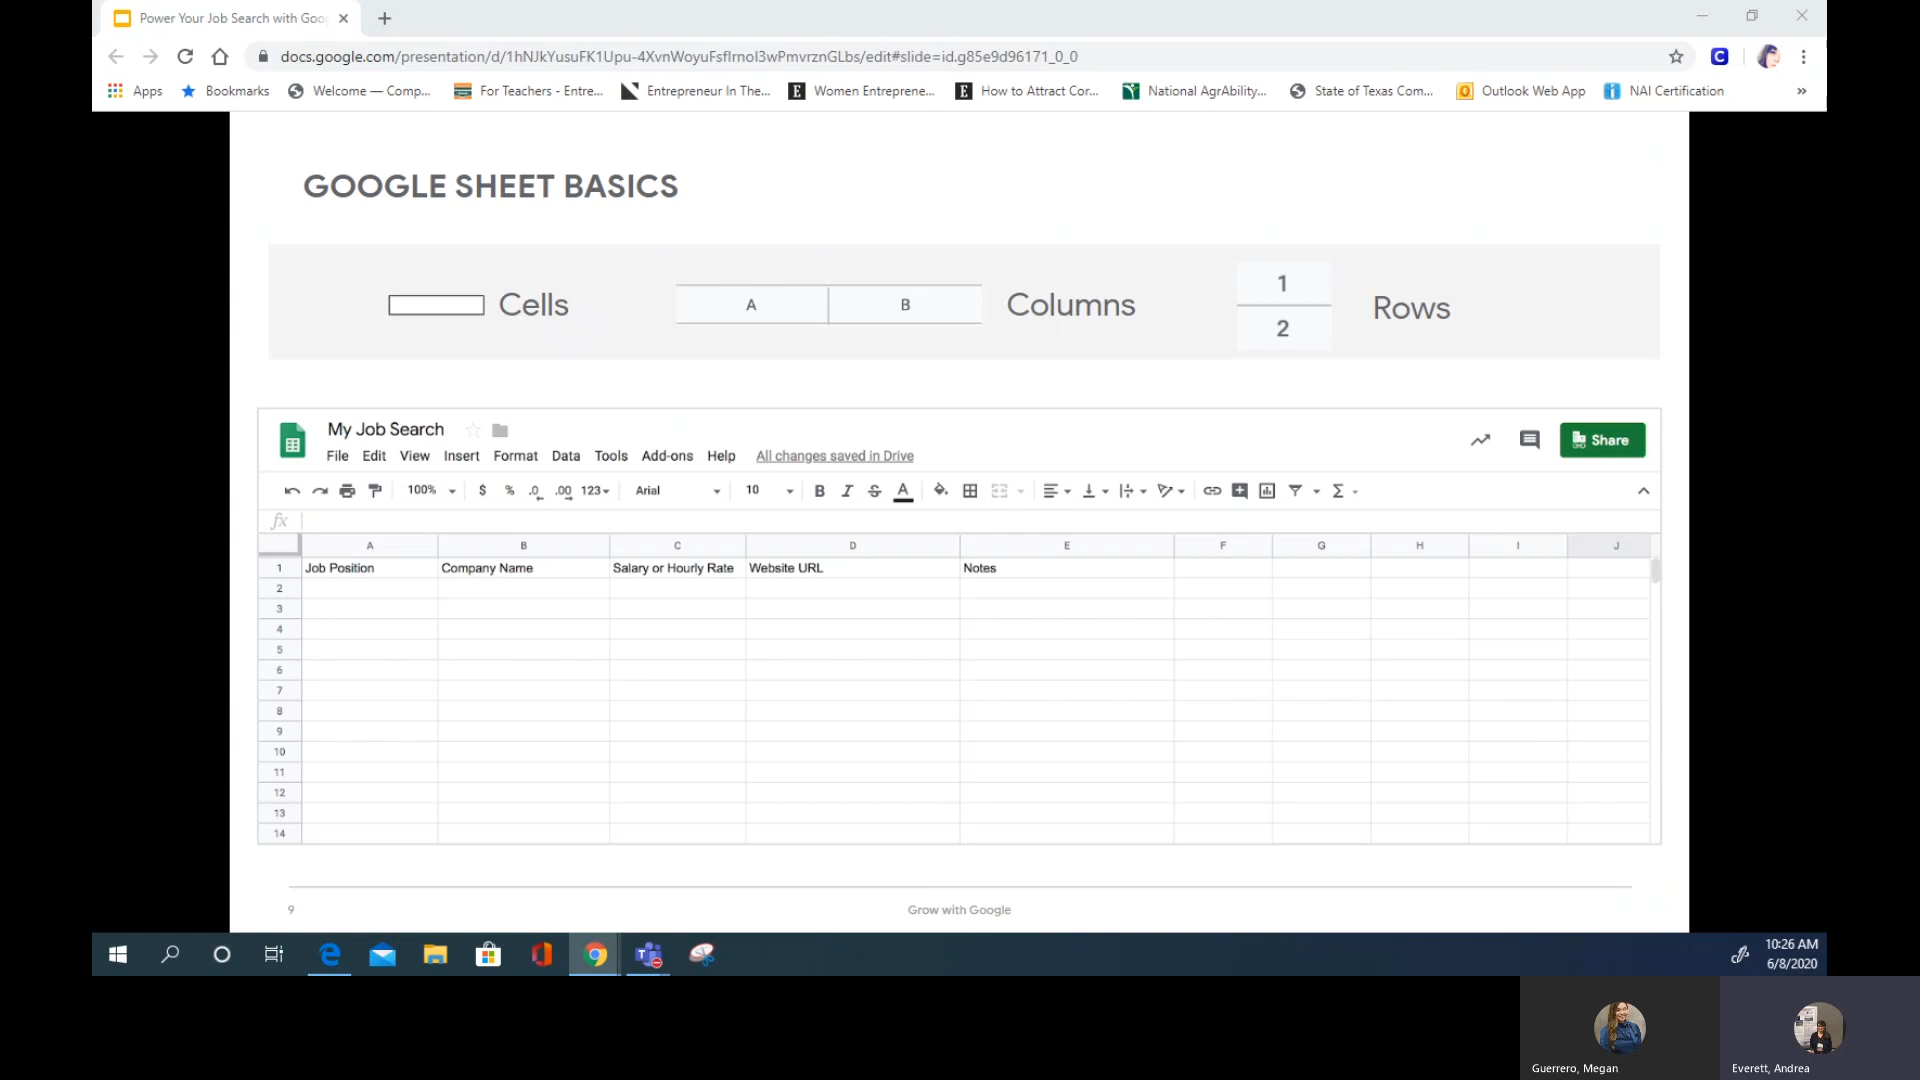 Power Your Job Search with Goo
docs.google.com/presentation/d/1hNJkYusuFK1Upu-4XvnWoyuFsfIrnoI3wPmvrznGLbs/edit#slide=id.g85e9d96171_0_0
Apps Bookmarks Welcome — Comp... For Teachers - Entre... Entrepreneur In The... Women Entreprene... How to Attract Cor... National AgrAbility... State of Texas Com... Outlook Web App NAI Certification »
GOOGLE SHEET BASICS
Cells A B Columns 1 2 Rows
My Job Search
File Edit View Insert Format Data Tools Add-ons Help All changes saved in Drive Share
100% $ % .0 .00 123 Arial 10 B I S A Σ
fx
A B C D E F G H I J
1 Job Position Company Name Salary or Hourly Rate Website URL Notes
2
3
4
5
6
7
8
9
10
11
12
13
14
9 Grow with Google
10:26 AM
6/8/2020
Guerrero, Megan Everett, Andrea